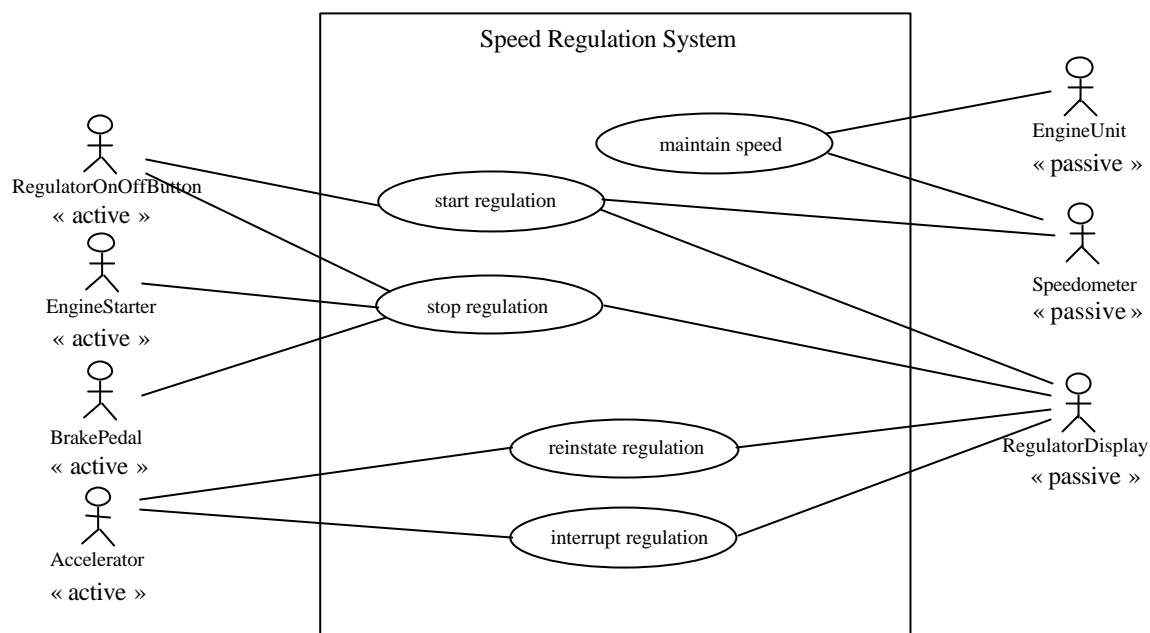 Speed Regulation System
RegulatorOnOffButton
« active »
EngineStarter
« active »
BrakePedal
« active »
Accelerator
« active »
maintain speed
start regulation
stop regulation
reinstate regulation
interrupt regulation
EngineUnit
« passive »
Speedometer
« passive »
RegulatorDisplay
« passive »